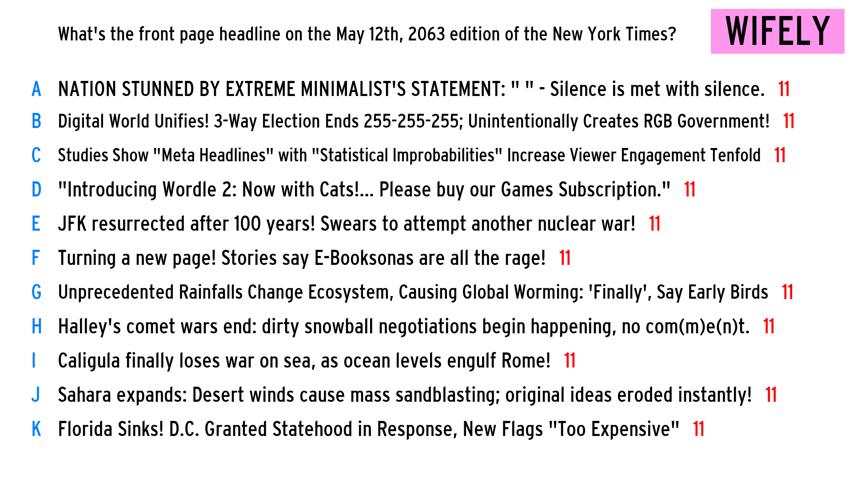 What's the front page headline on the May 12th, 2063 edition of the New York Times?
WIFELY
A NATION STUNNED BY EXTREME MINIMALIST'S STATEMENT: " " - Silence is met with silence. 11
B Digital World Unifies! 3-Way Election Ends 255-255-255; Unintentionally Creates RGB Government! 11
C Studies Show "Meta Headlines" with "Statistical Improbabilities" Increase Viewer Engagement Tenfold 11
D "Introducing Wordle 2: Now with Cats!... Please buy our Games Subscription." 11
E JFK resurrected after 100 years! Swears to attempt another nuclear war! 11
F Turning a new page! Stories say E-Booksonas are all the rage! 11
G Unprecedented Rainfalls Change Ecosystem, Causing Global Worming: 'Finally', Say Early Birds 11
H Halley's comet wars end: dirty snowball negotiations begin happening, no com(m)e(n)t. 11
I Caligula finally loses war on sea, as ocean levels engulf Rome! 11
J Sahara expands: Desert winds cause mass sandblasting; original ideas eroded instantly! 11
K Florida Sinks! D.C. Granted Statehood in Response, New Flags "Too Expensive" 11